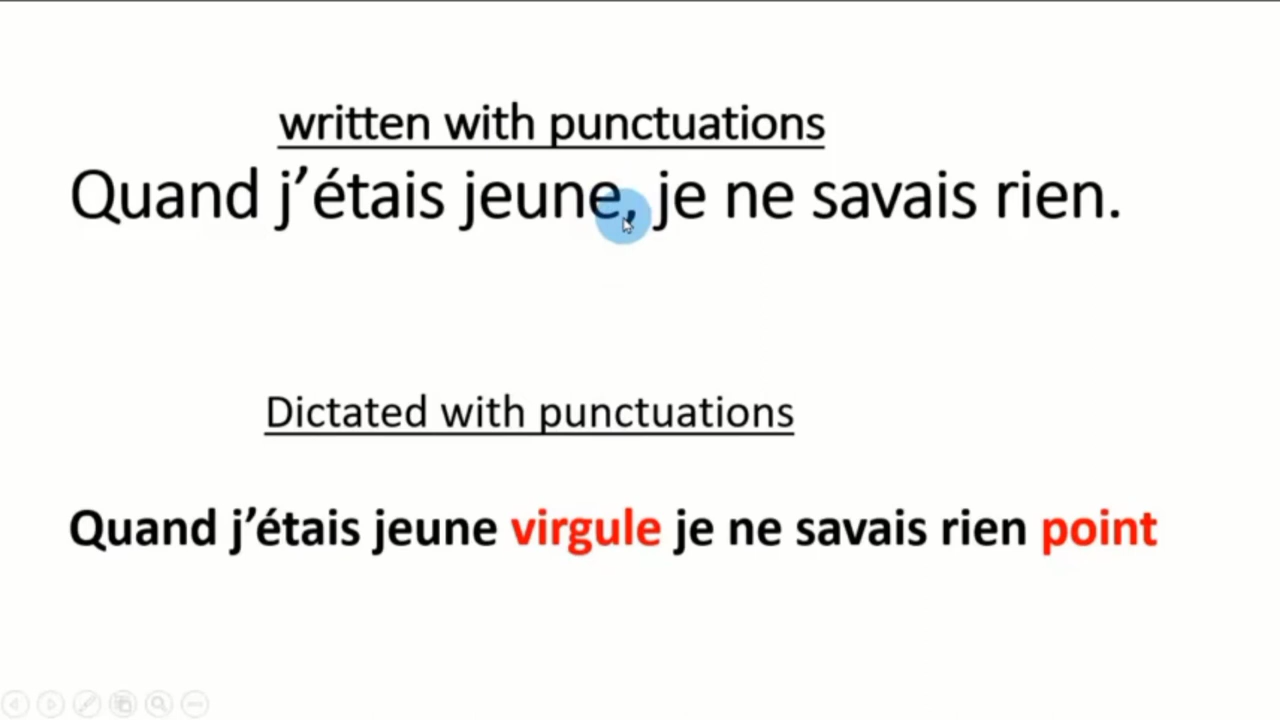 written with punctuations
Quand j’étais jeune, je ne savais rien.
Dictated with punctuations
Quand j’étais jeune virgule je ne savais rien point